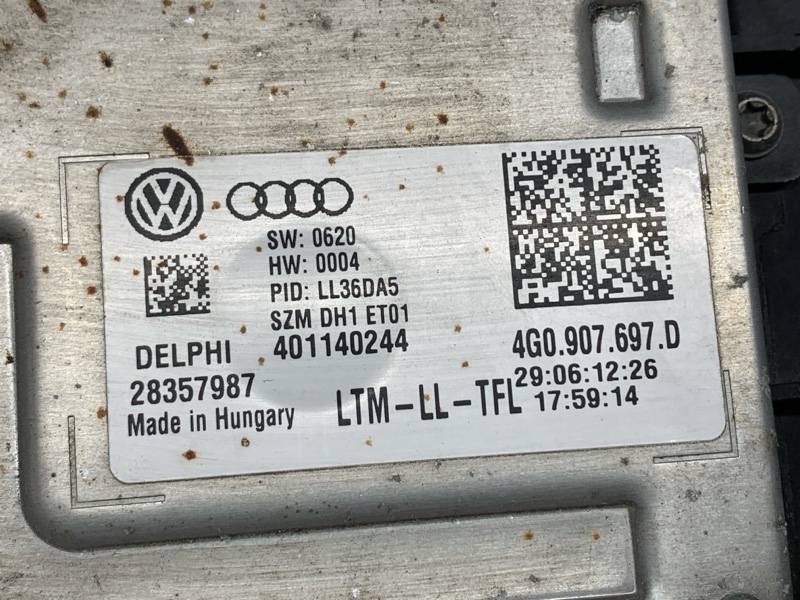 SW: 0620
HW: 0004
PID: LL36DA5
SZM DH1 ET01
401140244
DELPHI
28357987
Made in Hungary
LTM-LL-TFL
4G0.907.697.D
29:06:12:26
17:59:14